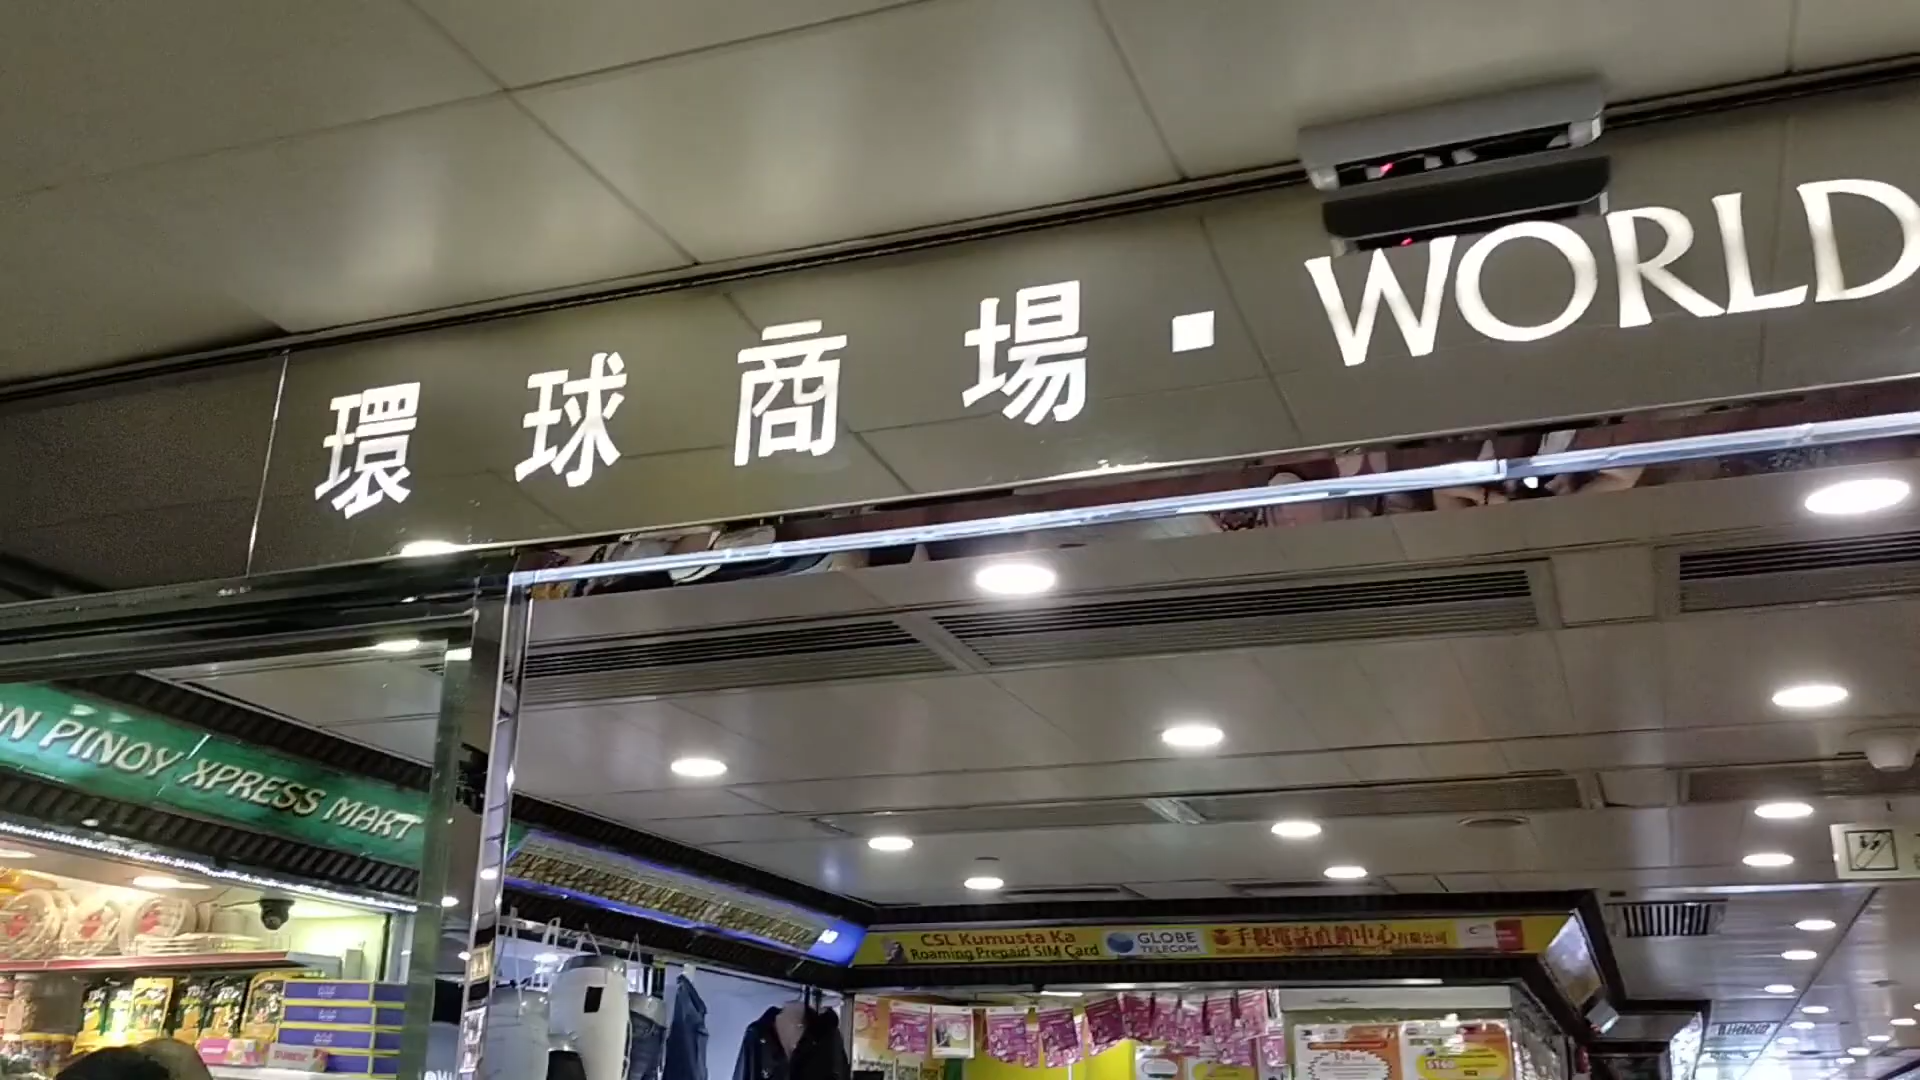 環球商場·WORLD
PINOY XPRESS MART
CSL Kumusta Ka
Roaming Prepaid SIM Card
GLOBE
TELECOM
手提電話直銷中心有限公司